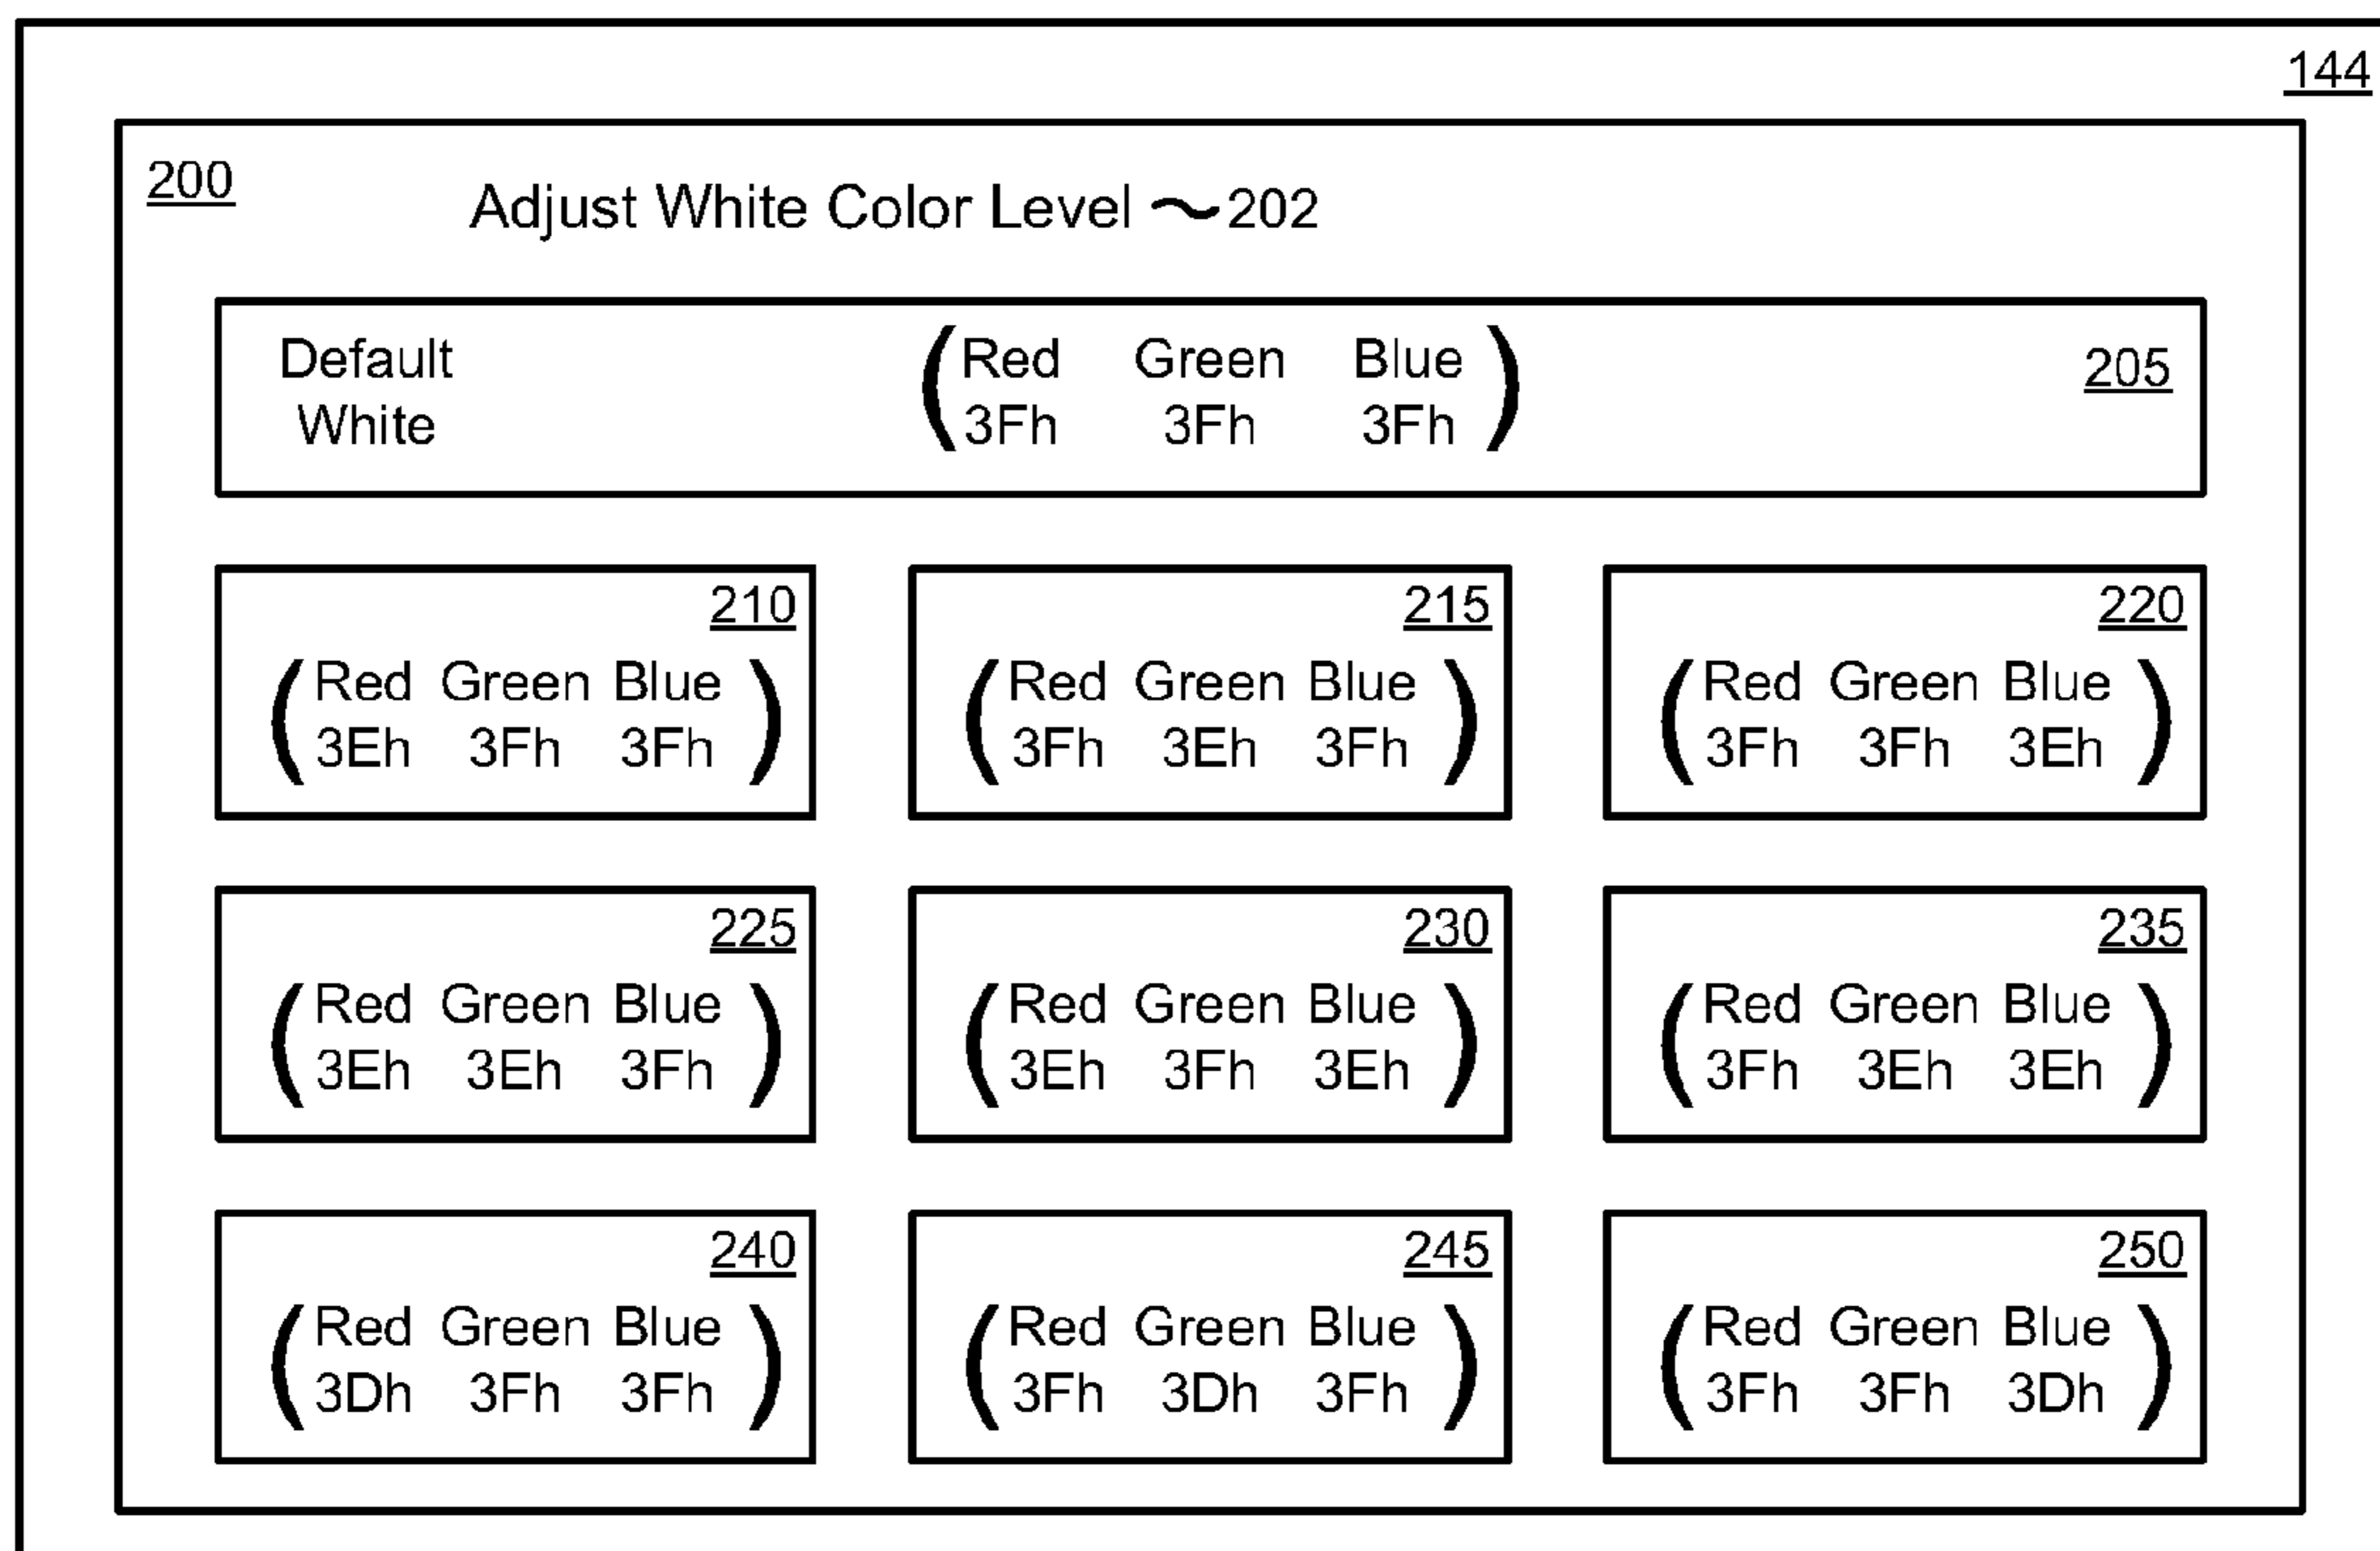 144
200
Adjust White Color Level ~202
Default White
(Red Green Blue)
3Fh 3Fh 3Fh
205
210
(Red Green Blue)
3Eh 3Fh 3Fh
215
(Red Green Blue)
3Fh 3Eh 3Fh
220
(Red Green Blue)
3Fh 3Fh 3Eh
225
(Red Green Blue)
3Eh 3Eh 3Fh
230
(Red Green Blue)
3Eh 3Fh 3Eh
235
(Red Green Blue)
3Fh 3Eh 3Eh
240
(Red Green Blue)
3Dh 3Fh 3Fh
245
(Red Green Blue)
3Fh 3Dh 3Fh
250
(Red Green Blue)
3Fh 3Fh 3Dh